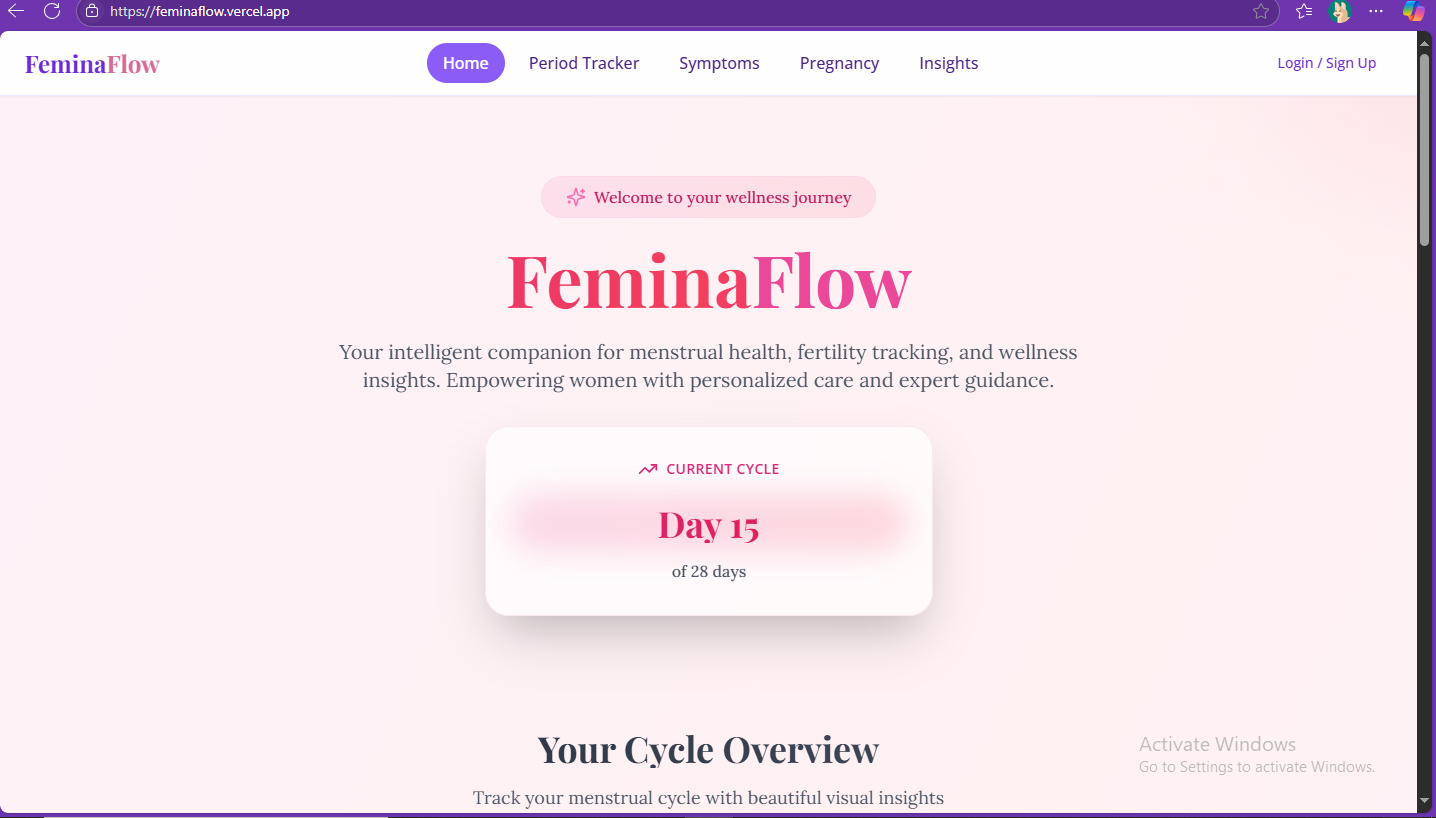 https://feminaflow.vercel.app
FeminaFlow
Home
Period Tracker
Symptoms
Pregnancy
Insights
Login / Sign Up
Welcome to your wellness journey
FeminaFlow
Your intelligent companion for menstrual health, fertility tracking, and wellness
insights. Empowering women with personalized care and expert guidance.
CURRENT CYCLE
Day 15
of 28 days
Your Cycle Overview
Track your menstrual cycle with beautiful visual insights
Activate Windows
Go to Settings to activate Windows.